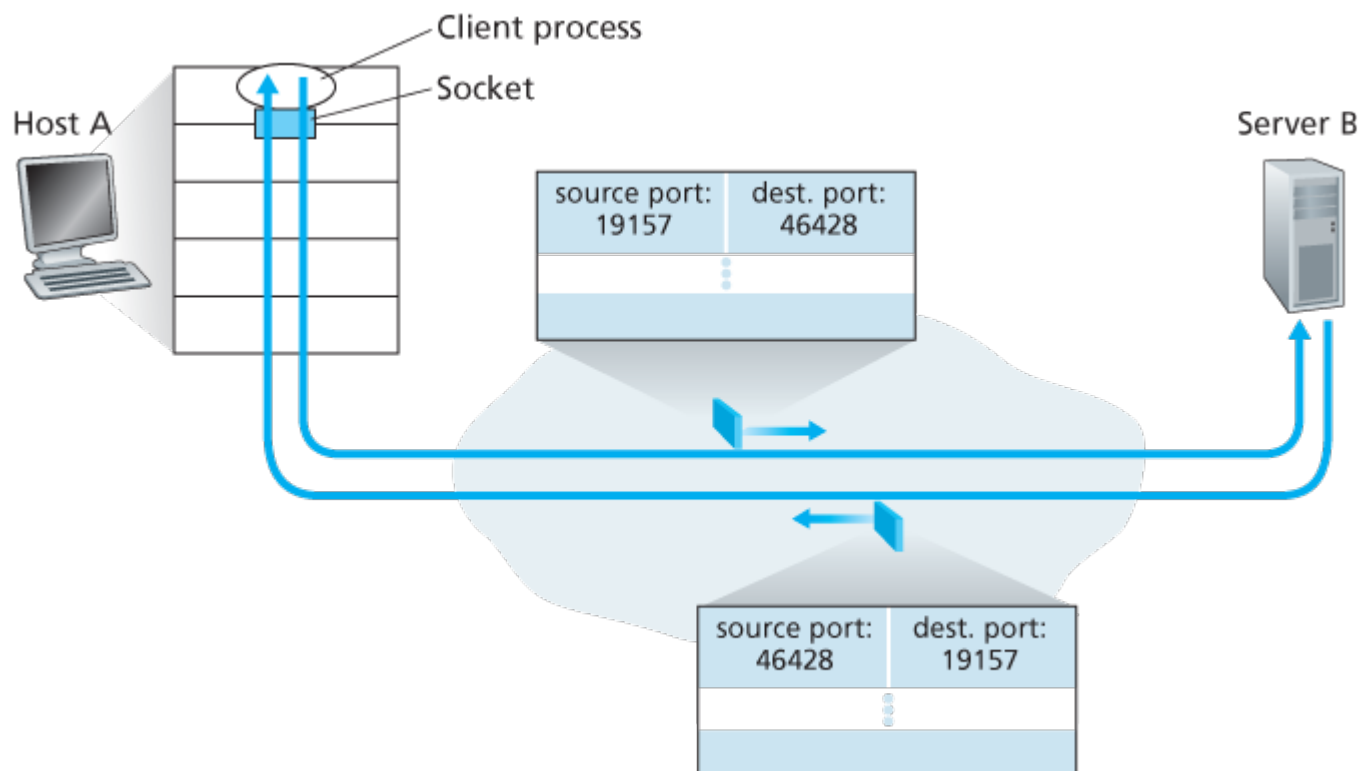 Client process
Socket
Host A
Server B
source port:
19157
dest. port:
46428
source port:
46428
dest. port:
19157